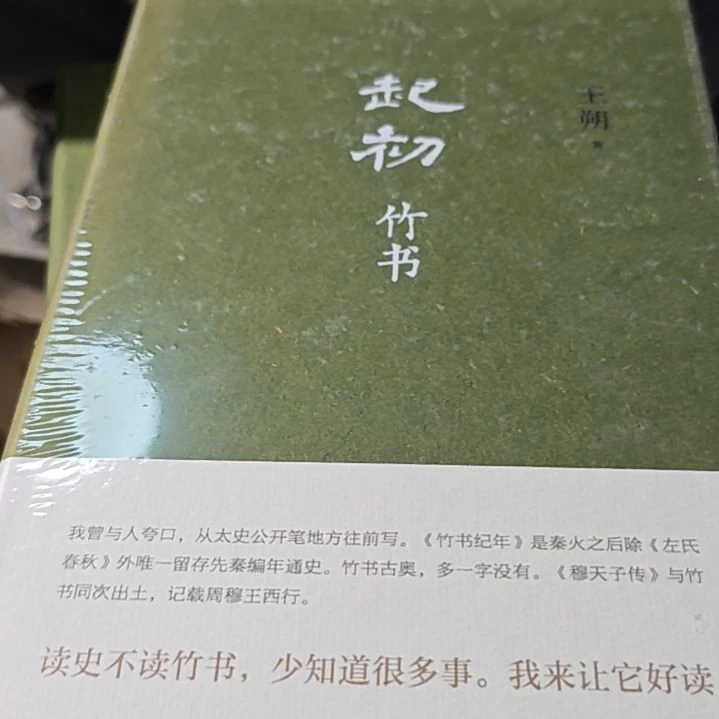 起初
竹书
王朔 著
我曾与人夸口，从太史公开笔地方往前写。《竹书纪年》是秦火之后除《左氏
春秋》外唯一留存先秦编年通史。竹书古奥，多一字没有。《穆天子传》与竹
书同次出土，记载周穆王西行。
读史不读竹书，少知道很多事。我来让它好读